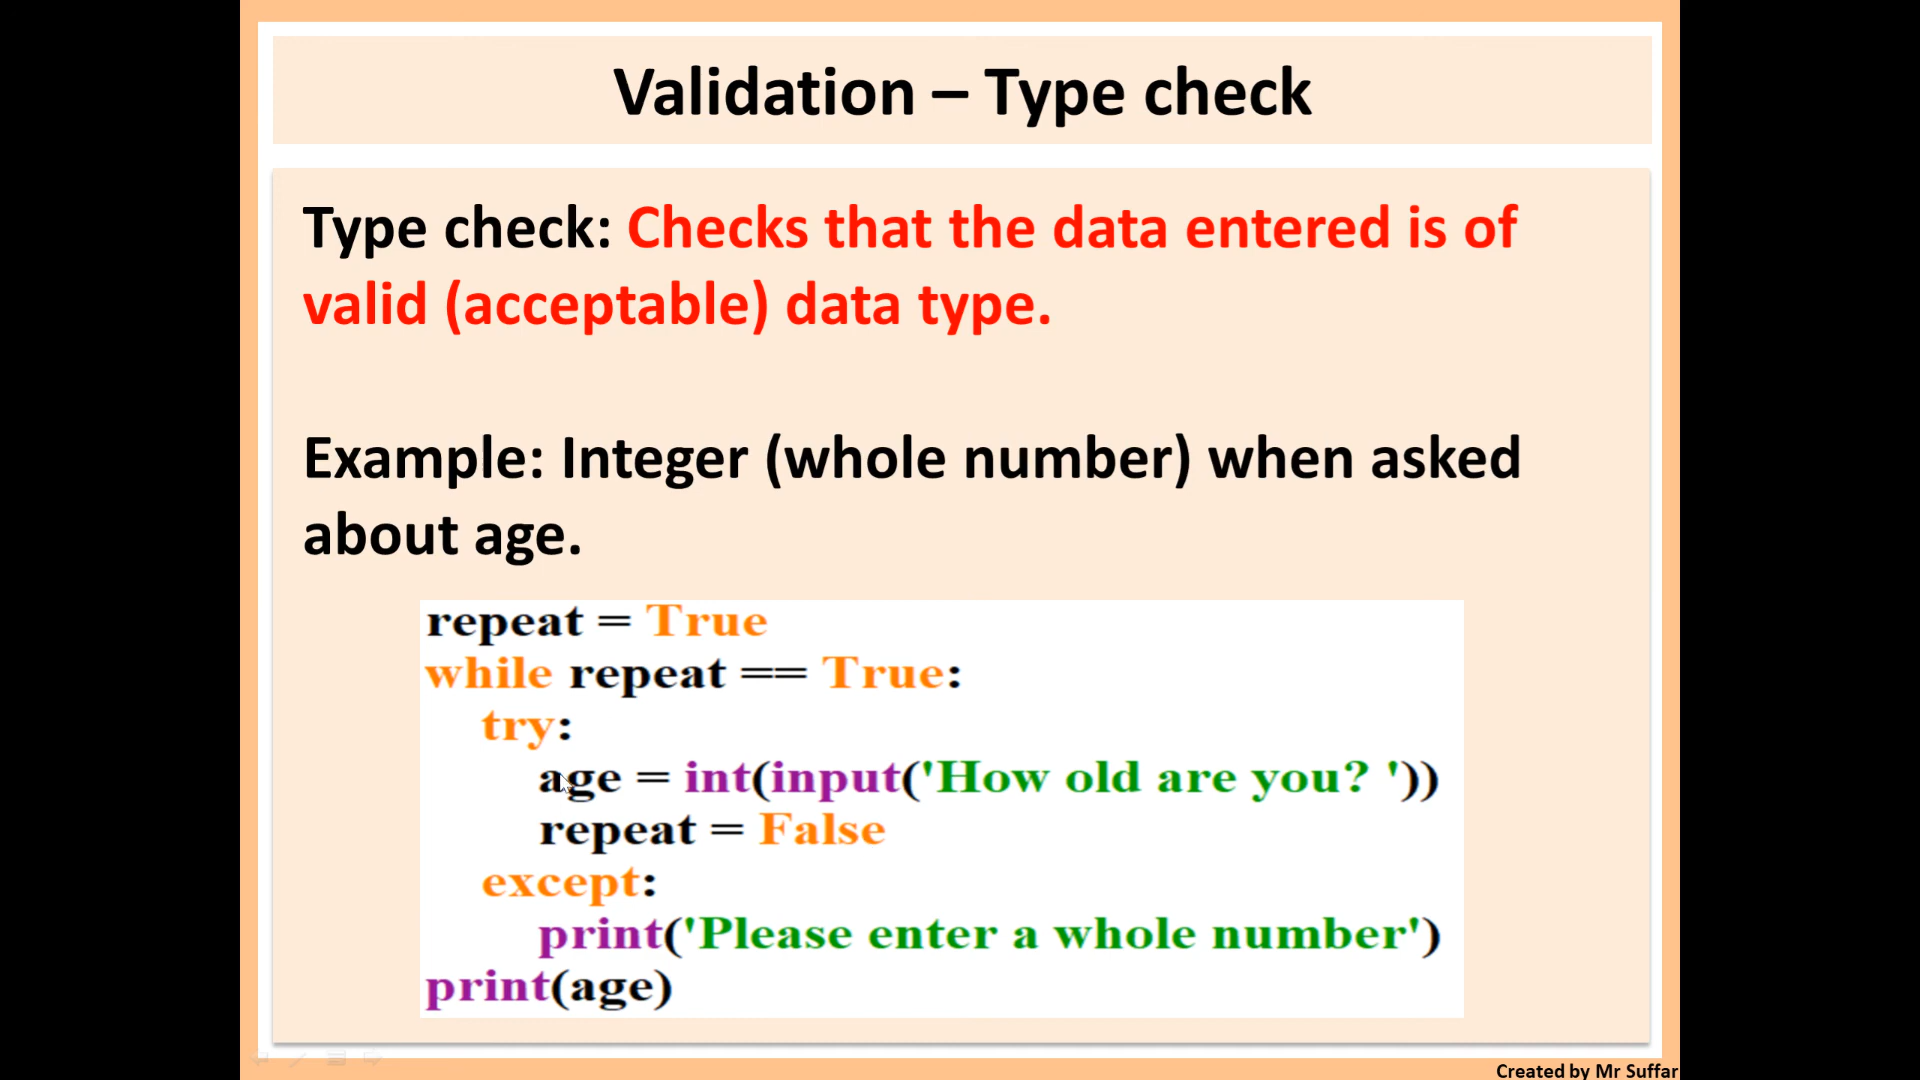 Validation – Type check
Type check: Checks that the data entered is of
valid (acceptable) data type.
Example: Integer (whole number) when asked
about age.
repeat = True
while repeat == True:
    try:
        age = int(input('How old are you? '))
        repeat = False
    except:
        print('Please enter a whole number')
print(age)
Created by Mr Suffar